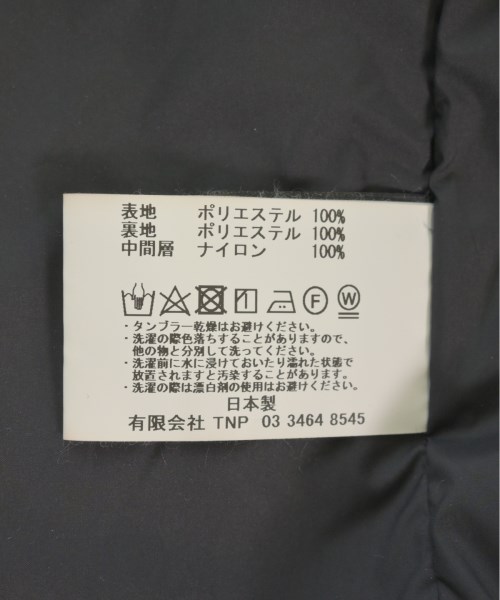 表地 ポリエステル 100%
裏地 ポリエステル 100%
中間層 ナイロン 100%
F W
・タンブラー乾燥はお避けください。
・洗濯の際色落ちすることがありますので、
他の物と分別して洗ってください。
・洗濯前に水に浸けておいたり濡れた状態で
放置されますと汚染することがあります。
・洗濯の際は漂白剤の使用はお避けください。
日本製
有限会社 TNP 03 3464 8545